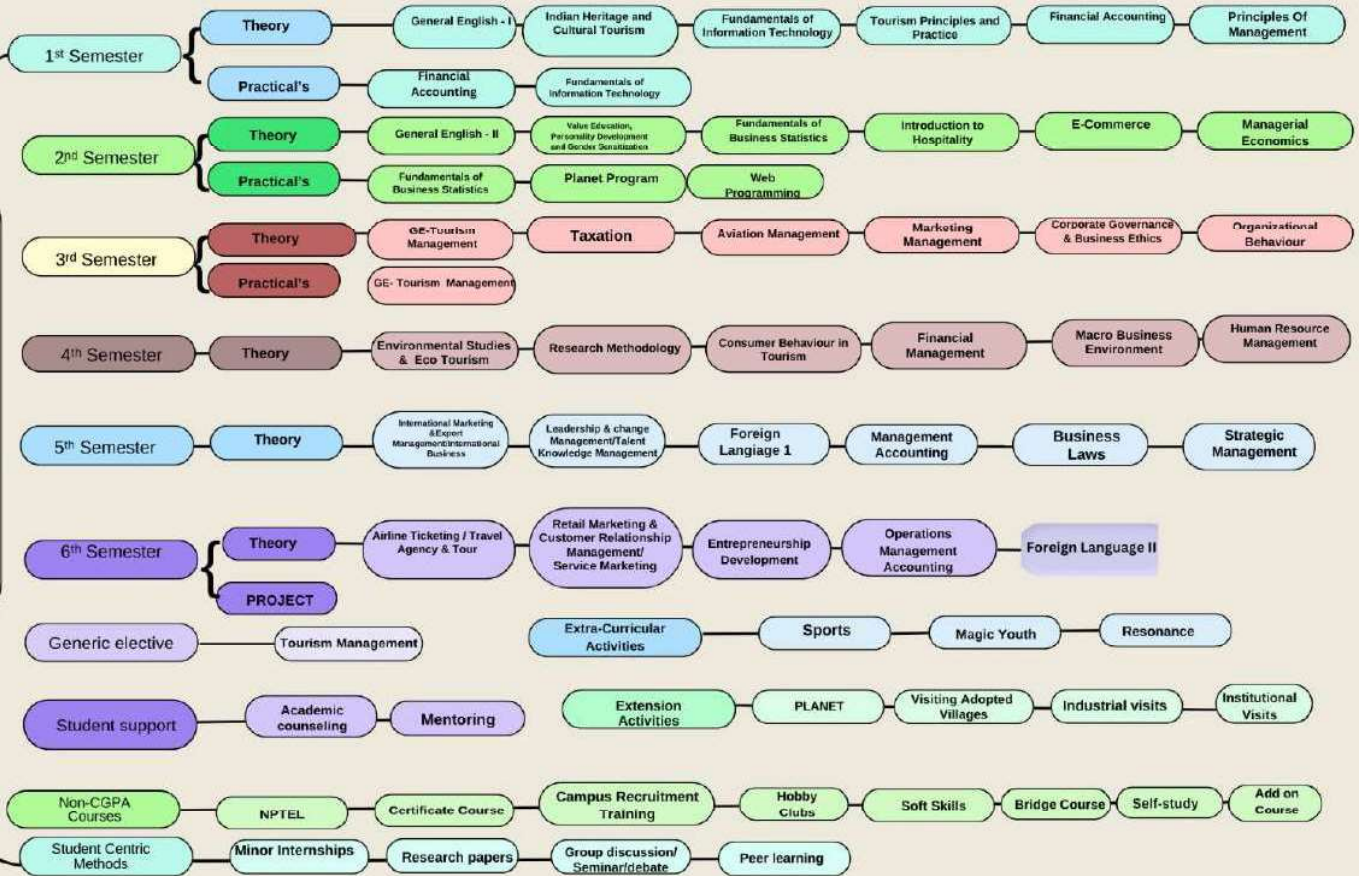 1st Semester
Theory
General English - I
Indian Heritage and
Cultural Tourism
Fundamentals of
Information Technology
Tourism Principles and
Practice
Financial Accounting
Principles Of
Management
Practical's
Financial
Accounting
Fundamentals of
Information Technology
2nd Semester
Theory
General English - II
Value Education,
Personality Development
and Gender Sensitization
Fundamentals of
Business Statistics
Introduction to
Hospitality
E-Commerce
Managerial
Economics
Practical's
Fundamentals of
Business Statistics
Planet Program
Web
Programming
3rd Semester
Theory
GE-Tourism
Management
Taxation
Aviation Management
Marketing
Management
Corporate Governance
& Business Ethics
Organizational
Behaviour
Practical's
GE- Tourism Management
4th Semester
Theory
Environmental Studies
& Eco Tourism
Research Methodology
Consumer Behaviour in
Tourism
Financial
Management
Macro Business
Environment
Human Resource
Management
5th Semester
Theory
International Marketing
&Export
Management/International
Business
Leadership & change
Management/Talent
Knowledge Management
Foreign
Langiage 1
Management
Accounting
Business
Laws
Strategic
Management
6th Semester
Theory
Airline Ticketing / Travel
Agency & Tour
Retail Marketing &
Customer Relationship
Management/
Service Marketing
Entrepreneurship
Development
Operations
Management
Accounting
Foreign Language II
PROJECT
Generic elective
Tourism Management
Extra-Curricular
Activities
Sports
Magic Youth
Resonance
Student support
Academic
counseling
Mentoring
Extension
Activities
PLANET
Visiting Adopted
Villages
Industrial visits
Institutional
Visits
Non-CGPA
Courses
NPTEL
Certificate Course
Campus Recruitment
Training
Hobby
Clubs
Soft Skills
Bridge Course
Self-study
Add on
Course
Student Centric
Methods
Minor Internships
Research papers
Group discussion/
Seminar/debate
Peer learning